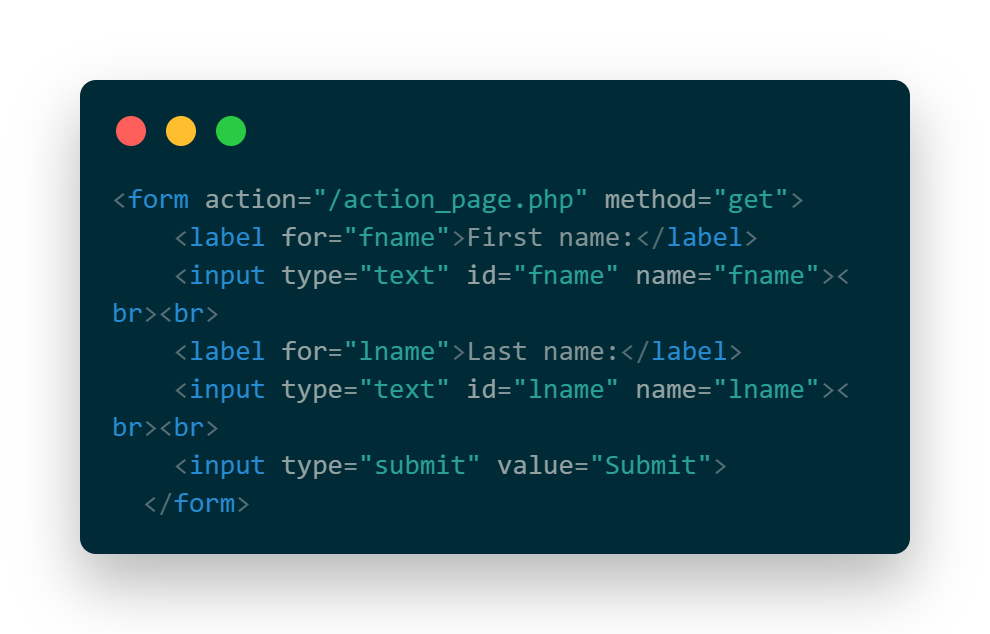 <form action="/action_page.php" method="get">
    <label for="fname">First name:</label>
    <input type="text" id="fname" name="fname"><
br><br>
    <label for="lname">Last name:</label>
    <input type="text" id="lname" name="lname"><
br><br>
    <input type="submit" value="Submit">
  </form>